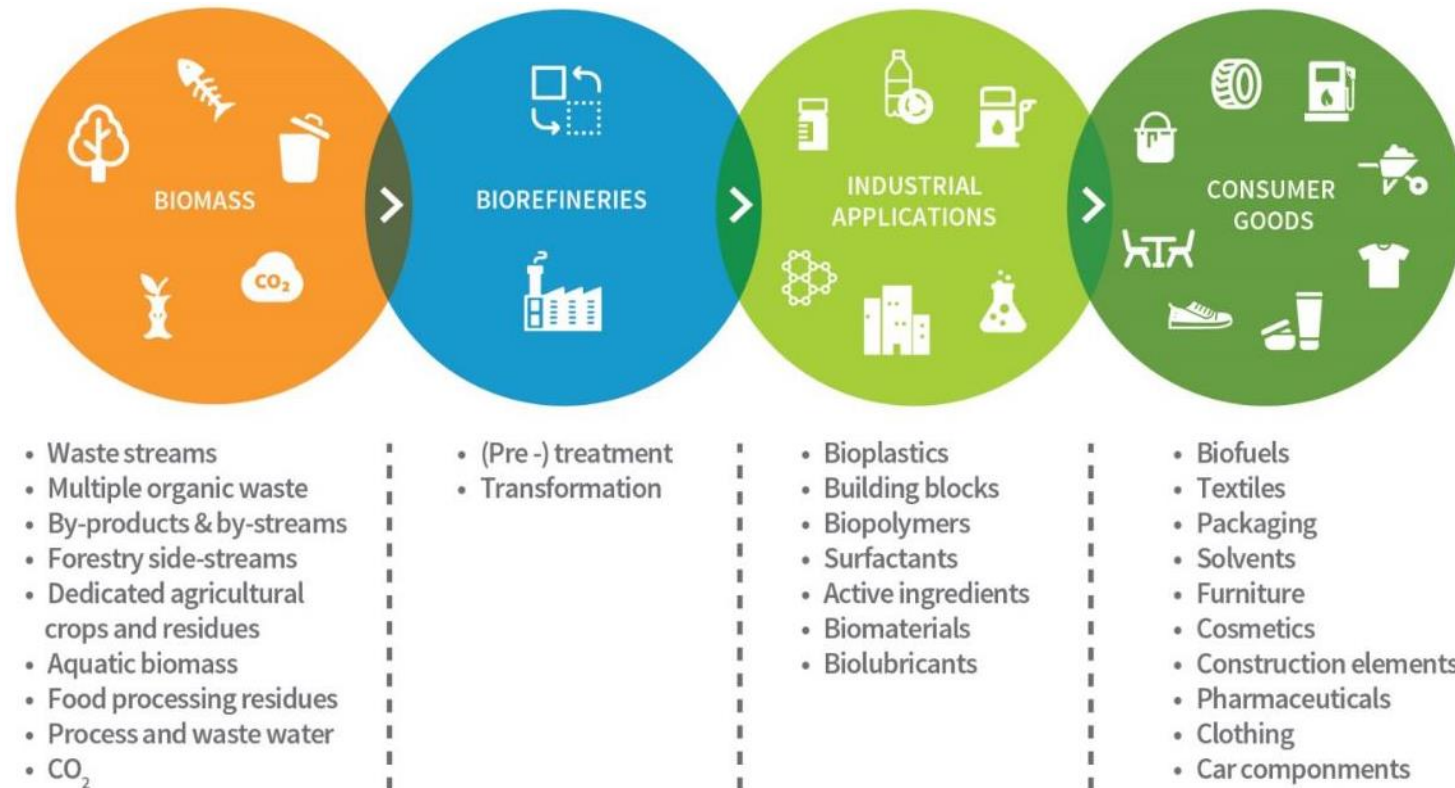 BIOMASS
CO₂
BIOREFINERIES
INDUSTRIAL
APPLICATIONS
CONSUMER
GOODS
• Waste streams
• Multiple organic waste
• By-products & by-streams
• Forestry side-streams
• Dedicated agricultural
crops and residues
• Aquatic biomass
• Food processing residues
• Process and waste water
• CO₂
• (Pre -) treatment
• Transformation
• Bioplastics
• Building blocks
• Biopolymers
• Surfactants
• Active ingredients
• Biomaterials
• Biolubricants
• Biofuels
• Textiles
• Packaging
• Solvents
• Furniture
• Cosmetics
• Construction elements
• Pharmaceuticals
• Clothing
• Car componments